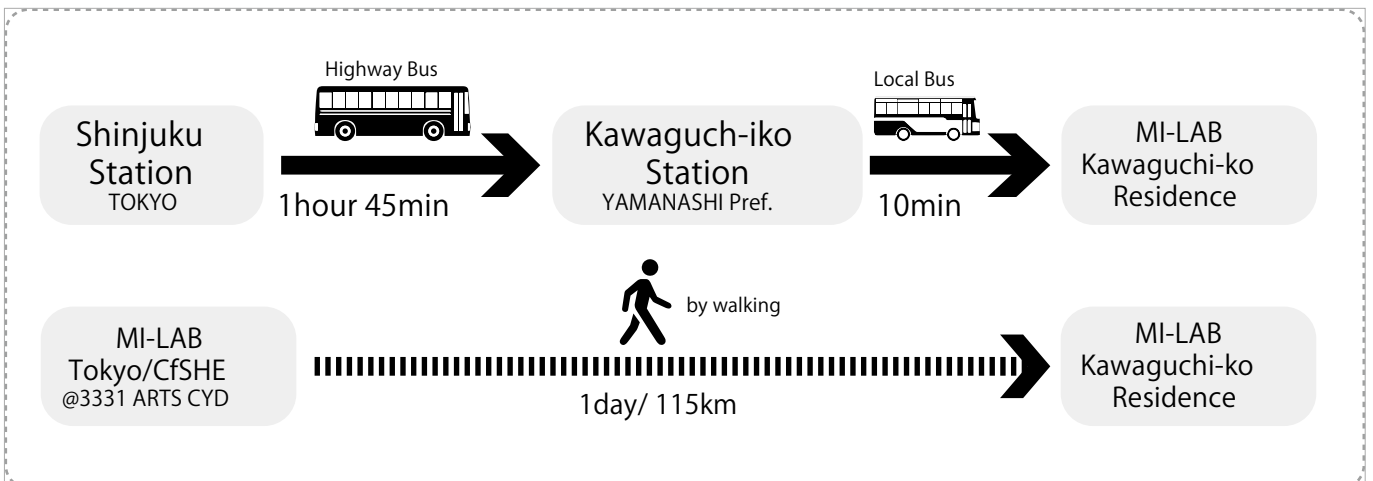 Highway Bus
Local Bus
Shinjuku
Station
TOKYO
1hour 45min
Kawaguch-iko
Station
YAMANASHI Pref.
10min
MI-LAB
Kawaguchi-ko
Residence
by walking
MI-LAB
Tokyo/CfSHE
@3331 ARTS CYD
1day/ 115km
MI-LAB
Kawaguchi-ko
Residence